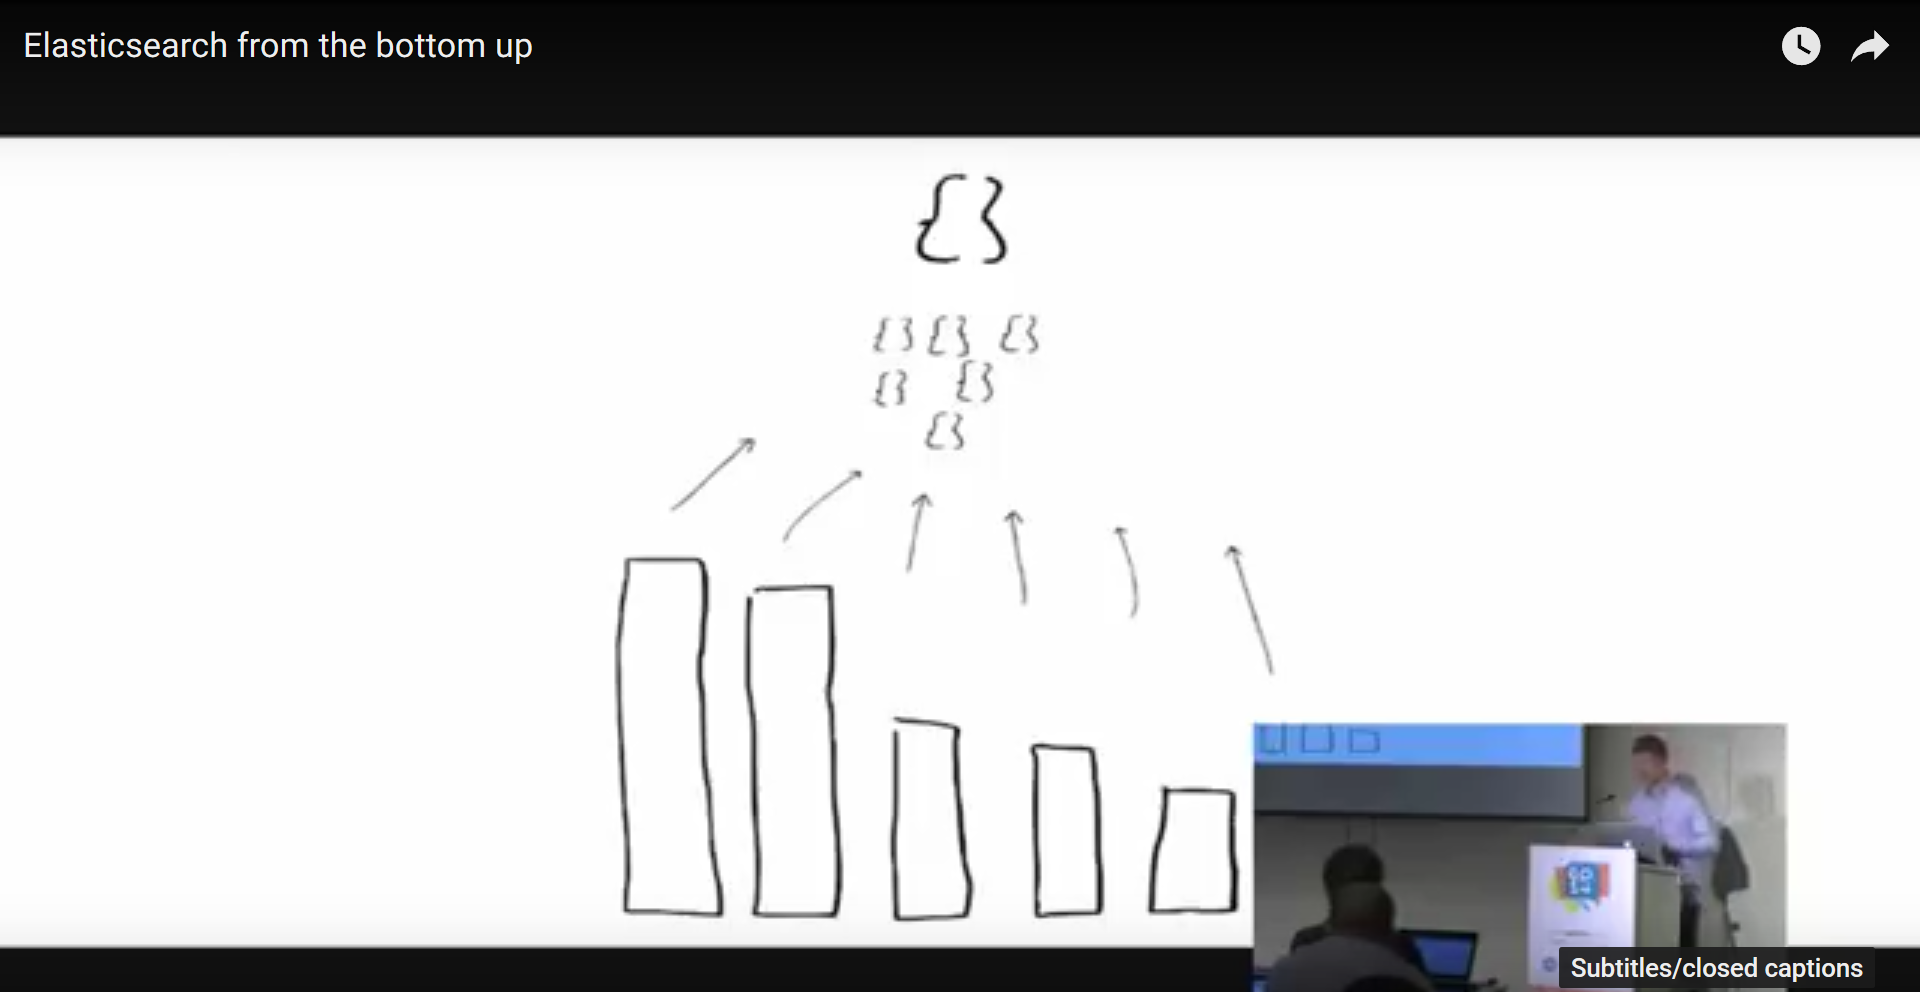 Elasticsearch from the bottom up
{ }
{ } { } { }
{ } { }
{ }
Subtitles/closed captions